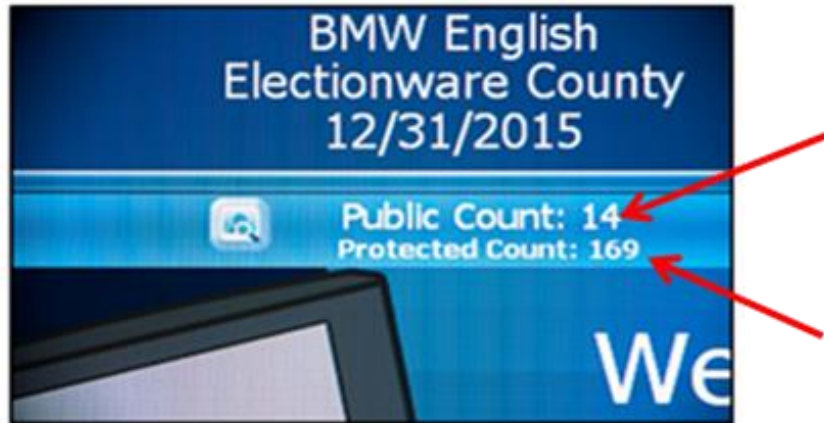 BMW English
Electionware County
12/31/2015
Public Count: 14
Protected Count: 169
We